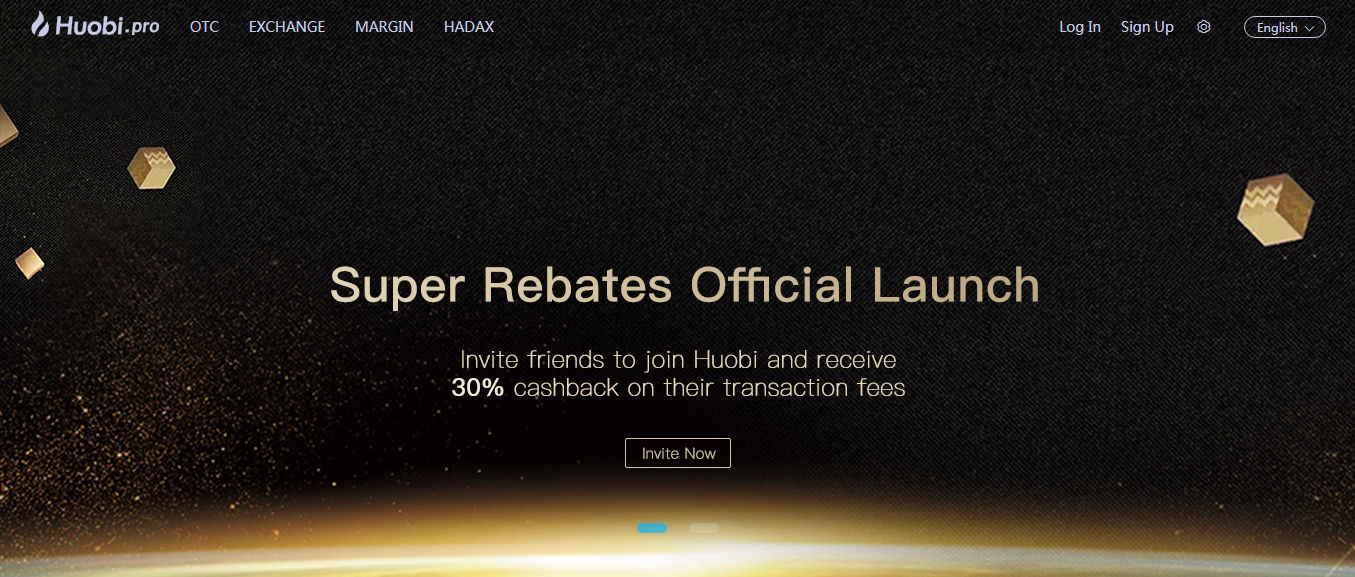 Huobi.pro OTC EXCHANGE MARGIN HADAX Log In Sign Up English
Super Rebates Official Launch
Invite friends to join Huobi and receive
30% cashback on their transaction fees
Invite Now